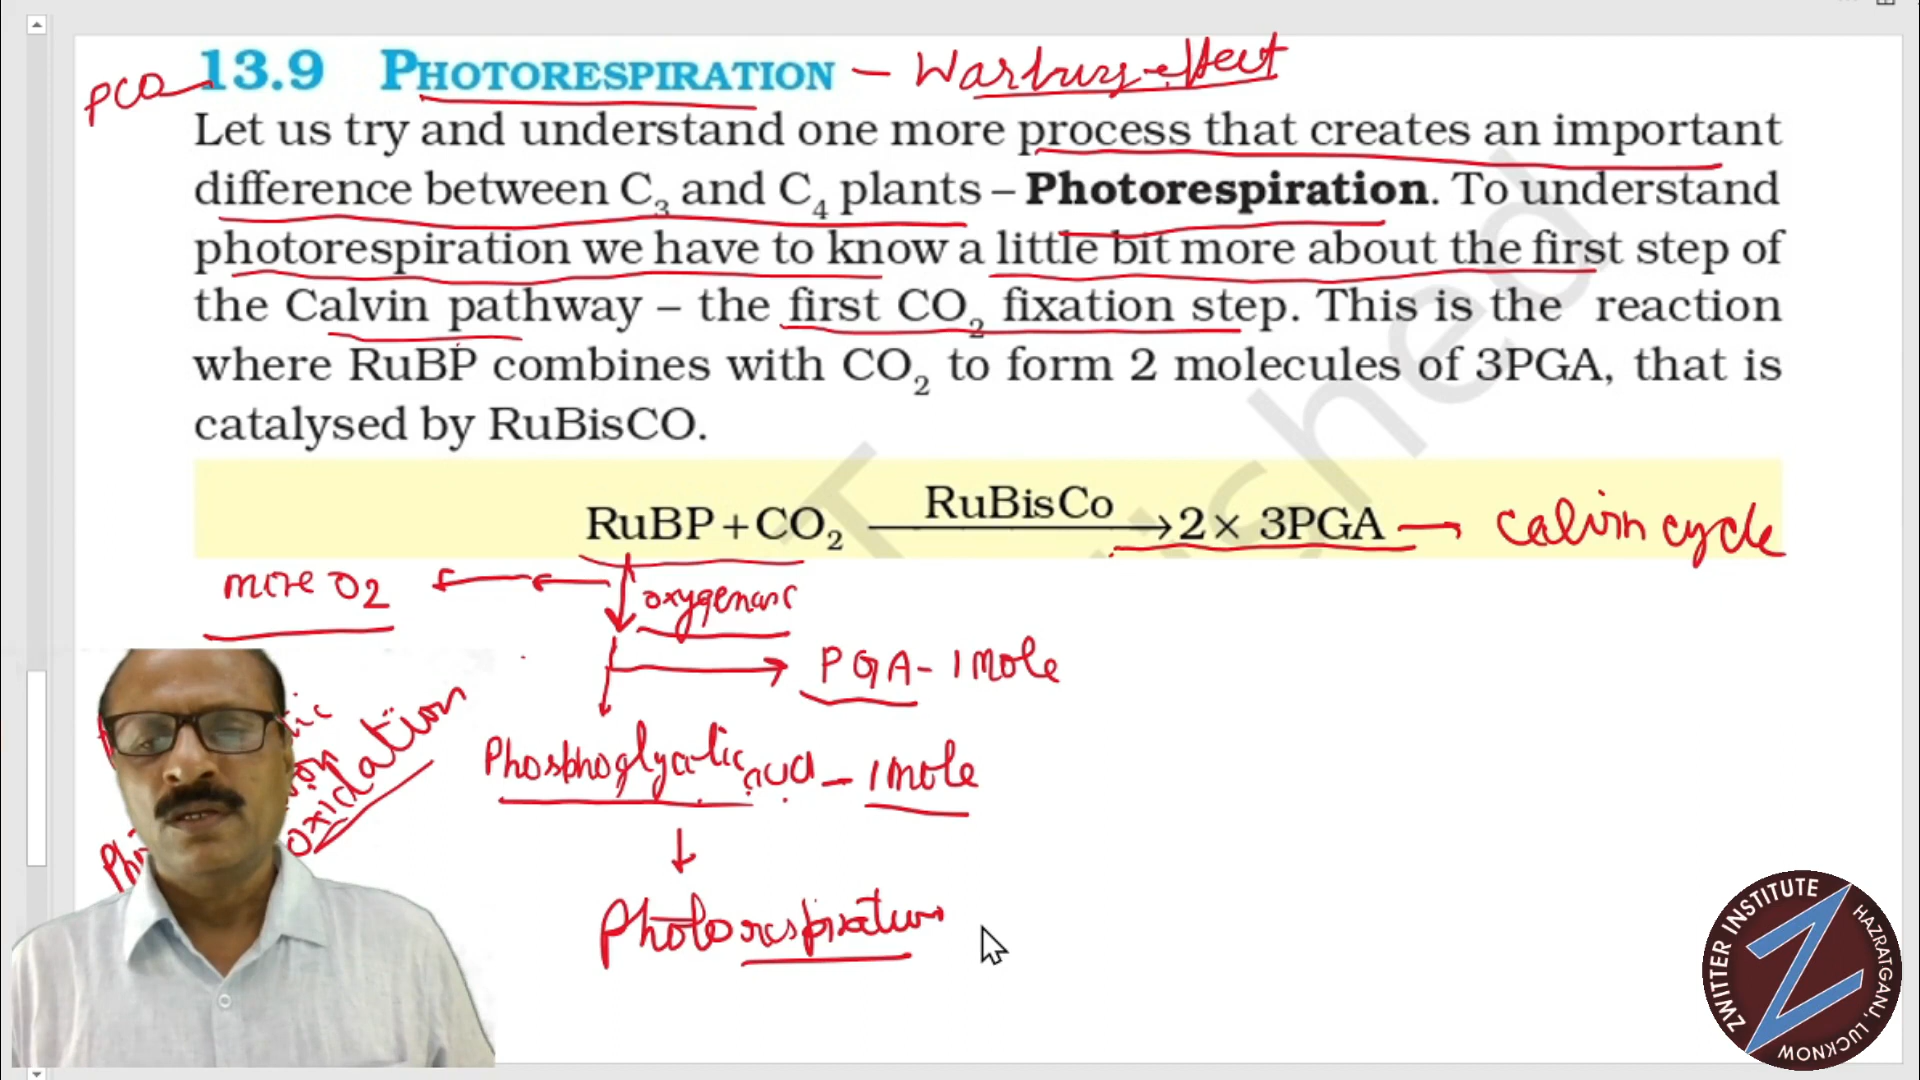 13.9 PHOTORESPIRATION – Warburg effect
PCO
Let us try and understand one more process that creates an important
difference between C3 and C4 plants – Photorespiration. To understand
photorespiration we have to know a little bit more about the first step of
the Calvin pathway – the first CO2 fixation step. This is the reaction
where RuBP combines with CO2 to form 2 molecules of 3PGA, that is
catalysed by RuBisCO.
RuBisCo
RuBP+CO2 → 2× 3PGA → Calvin cycle
more O2
oxygenase
PGA - 1 mole
oxidation
Phosphoglycolic acid - 1 mole
Photorespiration
ZWITTER INSTITUTE
HAZRATGANJ, LUCKNOW